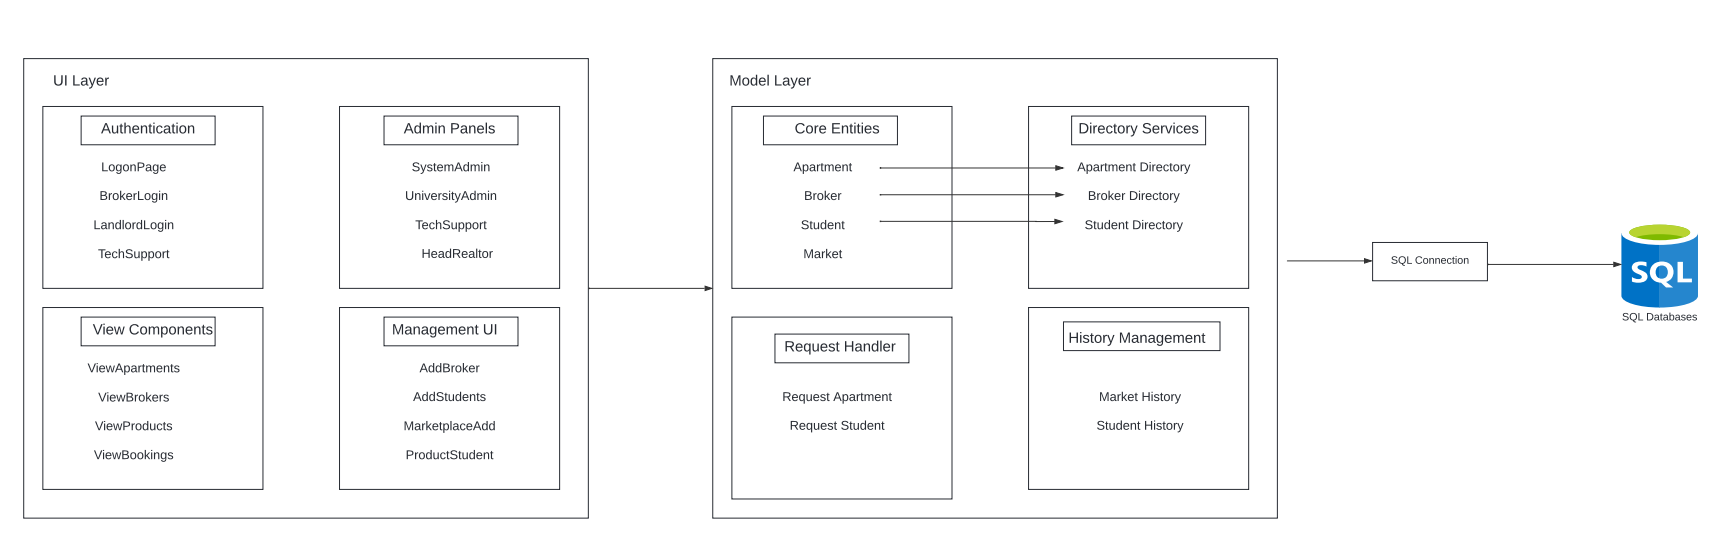 UI Layer
Authentication
LogonPage
BrokerLogin
LandlordLogin
TechSupport
Admin Panels
SystemAdmin
UniversityAdmin
TechSupport
HeadRealtor
View Components
ViewApartments
ViewBrokers
ViewProducts
ViewBookings
Management UI
AddBroker
AddStudents
MarketplaceAdd
ProductStudent
Model Layer
Core Entities
Apartment
Broker
Student
Market
Directory Services
Apartment Directory
Broker Directory
Student Directory
Request Handler
Request Apartment
Request Student
History Management
Market History
Student History
SQL Connection
SQL
SQL Databases